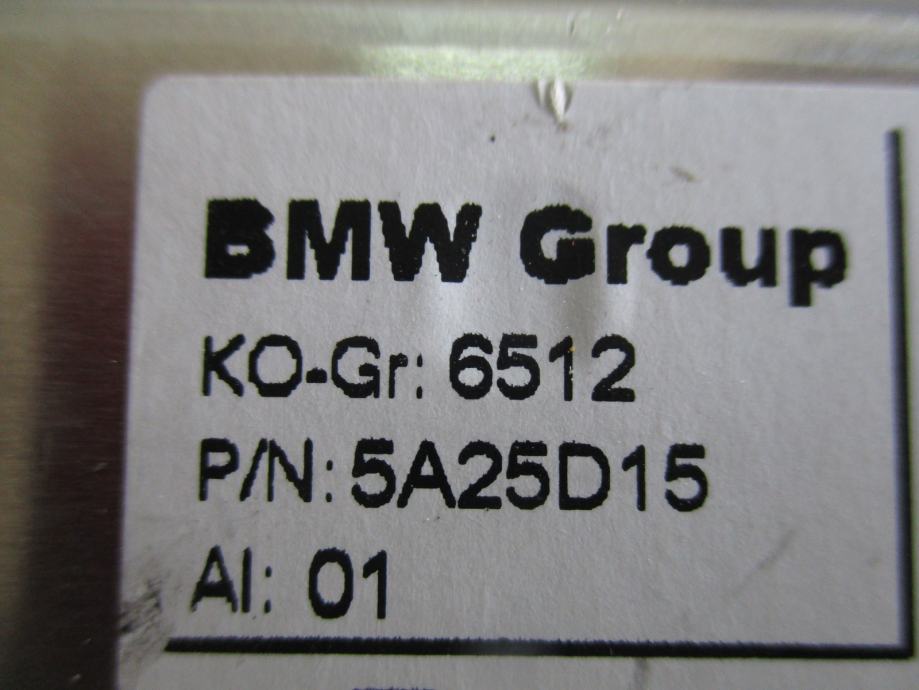 BMW Group
KO-Gr: 6512
P/N: 5A25D15
AI: 01